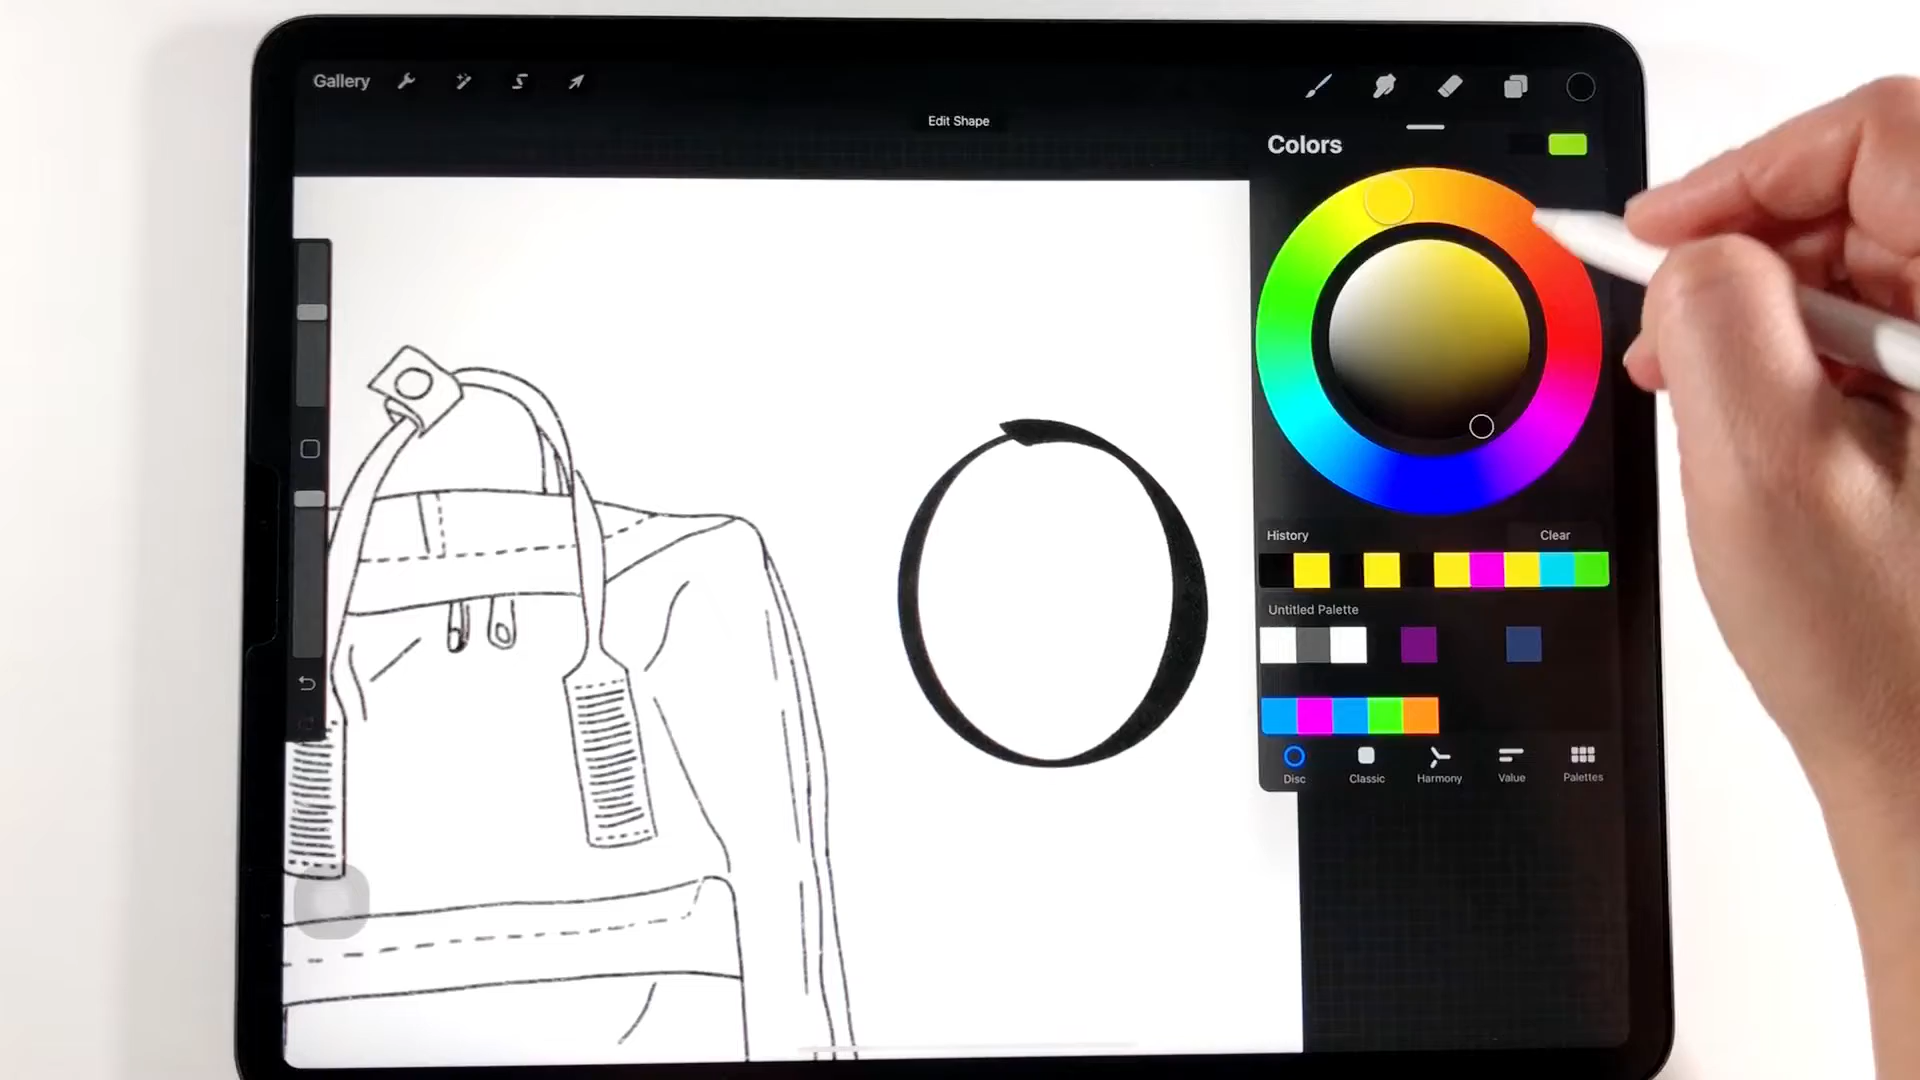 Gallery
Edit Shape
Colors
History Clear
Untitled Palette
Disc Classic Harmony Value Palettes